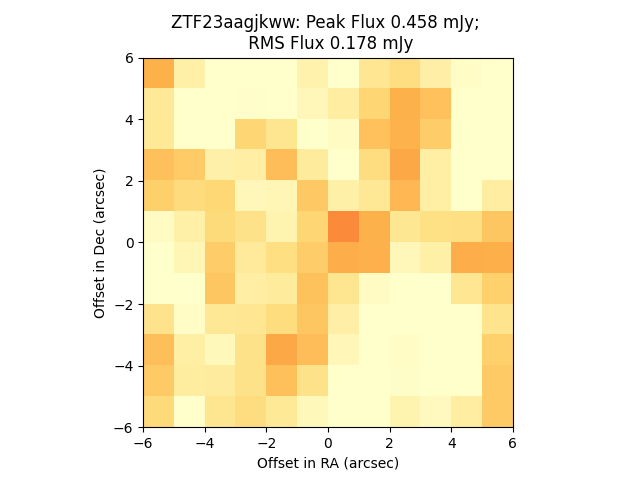 ZTF23aagjkww: Peak Flux 0.458 mJy;
RMS Flux 0.178 mJy
6
4
2
0
−2
−4
−6
Offset in Dec (arcsec)
−6 −4 −2 0 2 4 6
Offset in RA (arcsec)